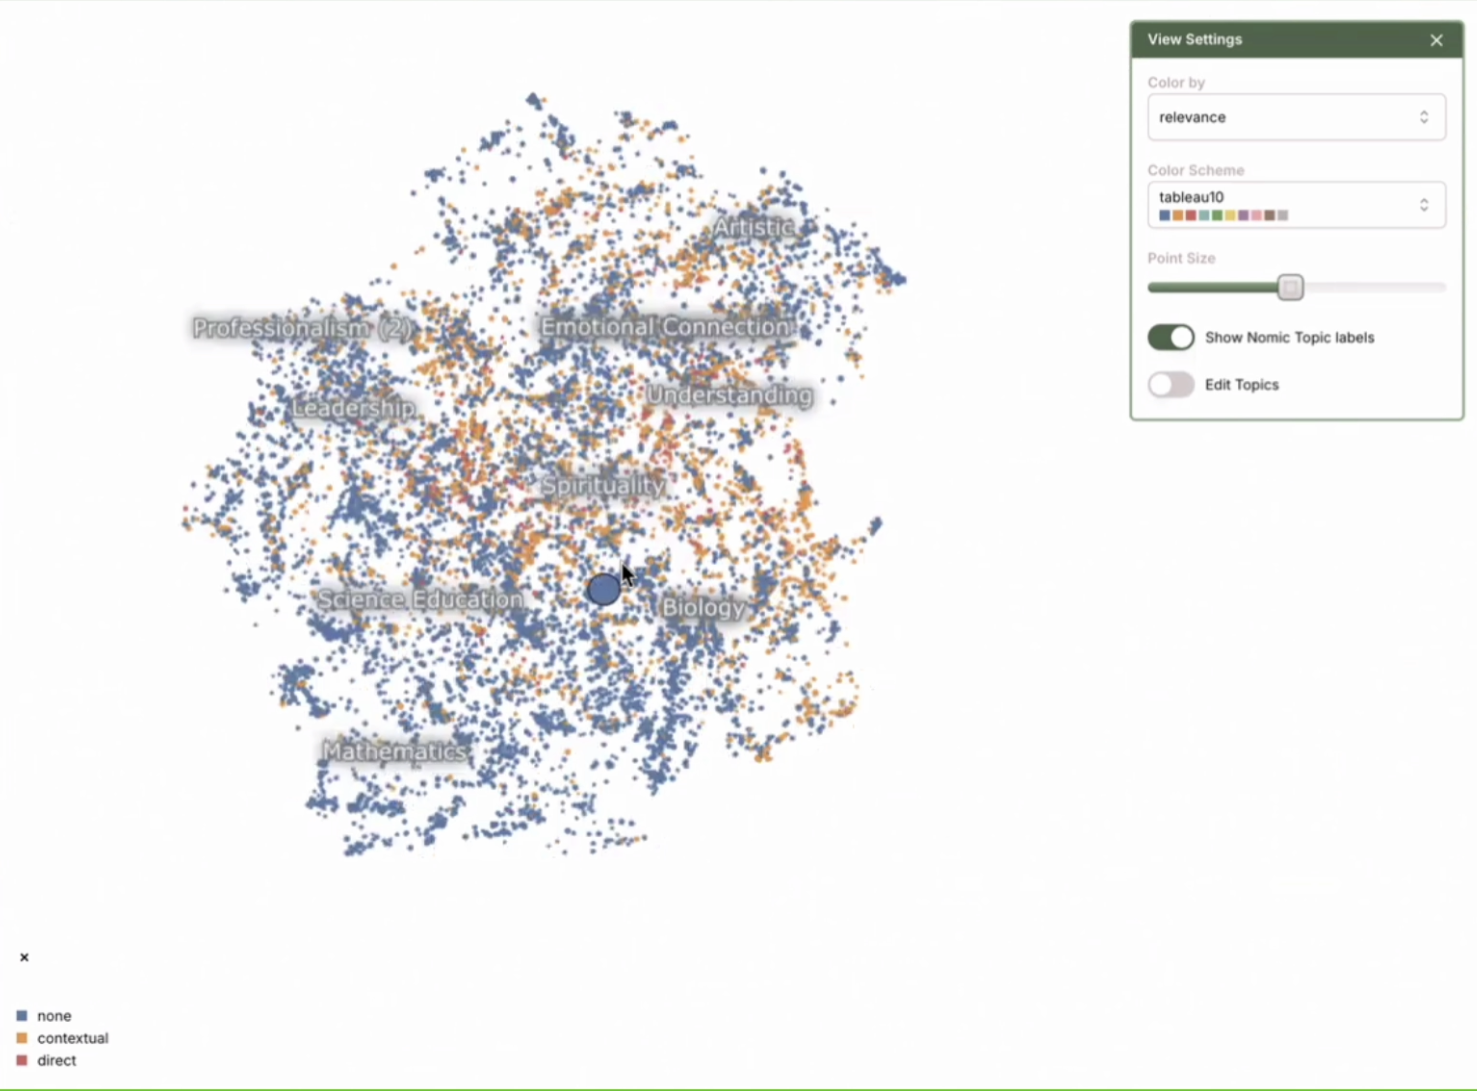 View Settings
Color by
relevance
Color Scheme
tableau10
Point Size
Show Nomic Topic labels
Edit Topics
Artistic
Professionalism (2)
Emotional Connection
Understanding
Leadership
Spirituality
Science Education
Biology
Mathematics
none
contextual
direct